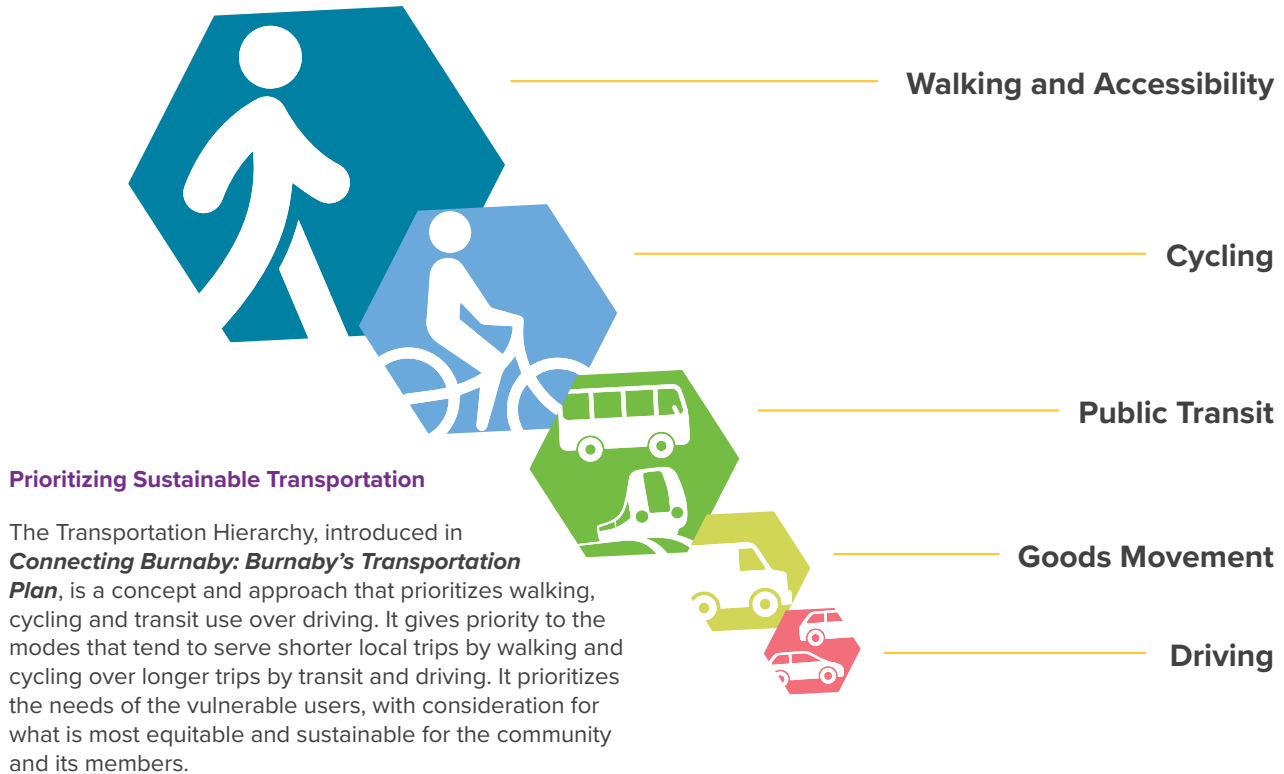 Walking and Accessibility
Cycling
Public Transit
Goods Movement
Driving
Prioritizing Sustainable Transportation
The Transportation Hierarchy, introduced in
Connecting Burnaby: Burnaby’s Transportation
Plan, is a concept and approach that prioritizes walking,
cycling and transit use over driving. It gives priority to the
modes that tend to serve shorter local trips by walking and
cycling over longer trips by transit and driving. It prioritizes
the needs of the vulnerable users, with consideration for
what is most equitable and sustainable for the community
and its members.